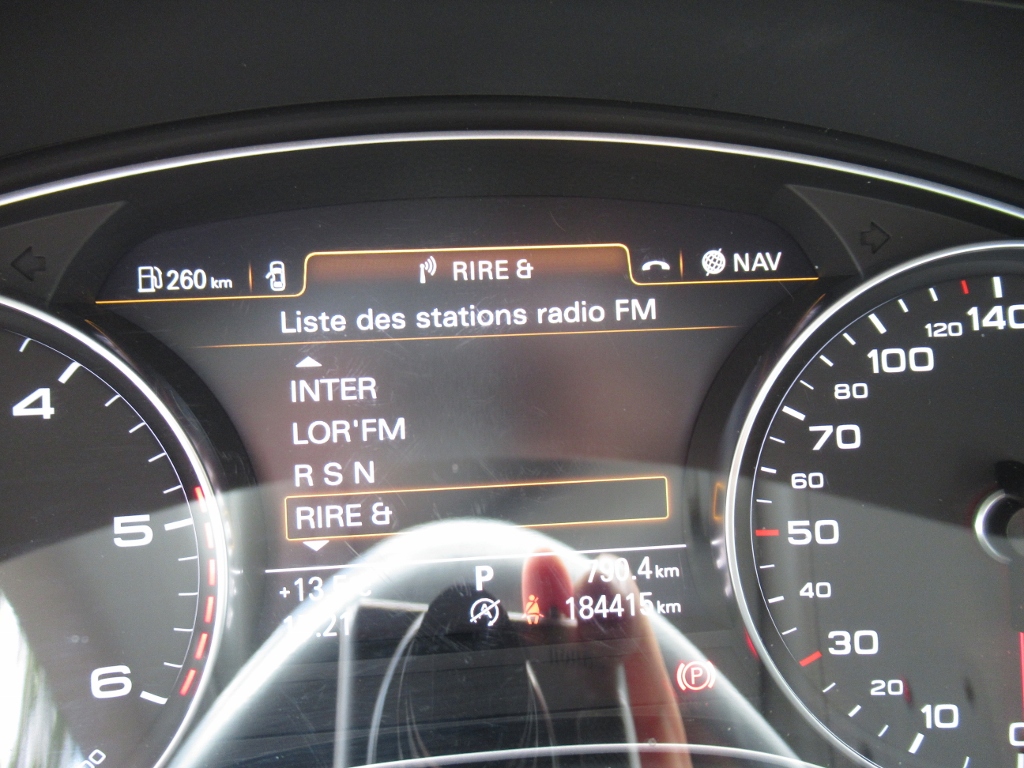 260 km RIRE & NAV
Liste des stations radio FM
INTER
LOR'FM
R S N
RIRE &
P 790.4 km
184415 km
P
4
5
6
140
120
100
80
70
60
50
40
30
20
10